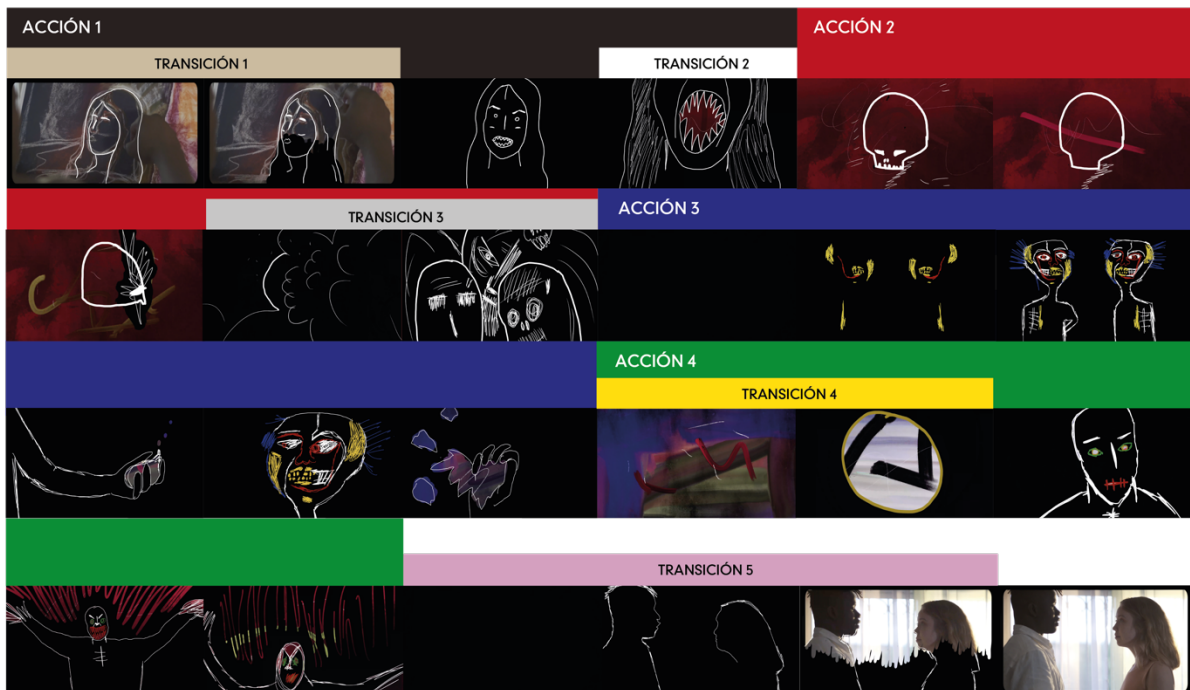 ACCIÓN 1
ACCIÓN 2
TRANSICIÓN 1
TRANSICIÓN 2
ACCIÓN 3
TRANSICIÓN 3
ACCIÓN 4
TRANSICIÓN 4
TRANSICIÓN 5